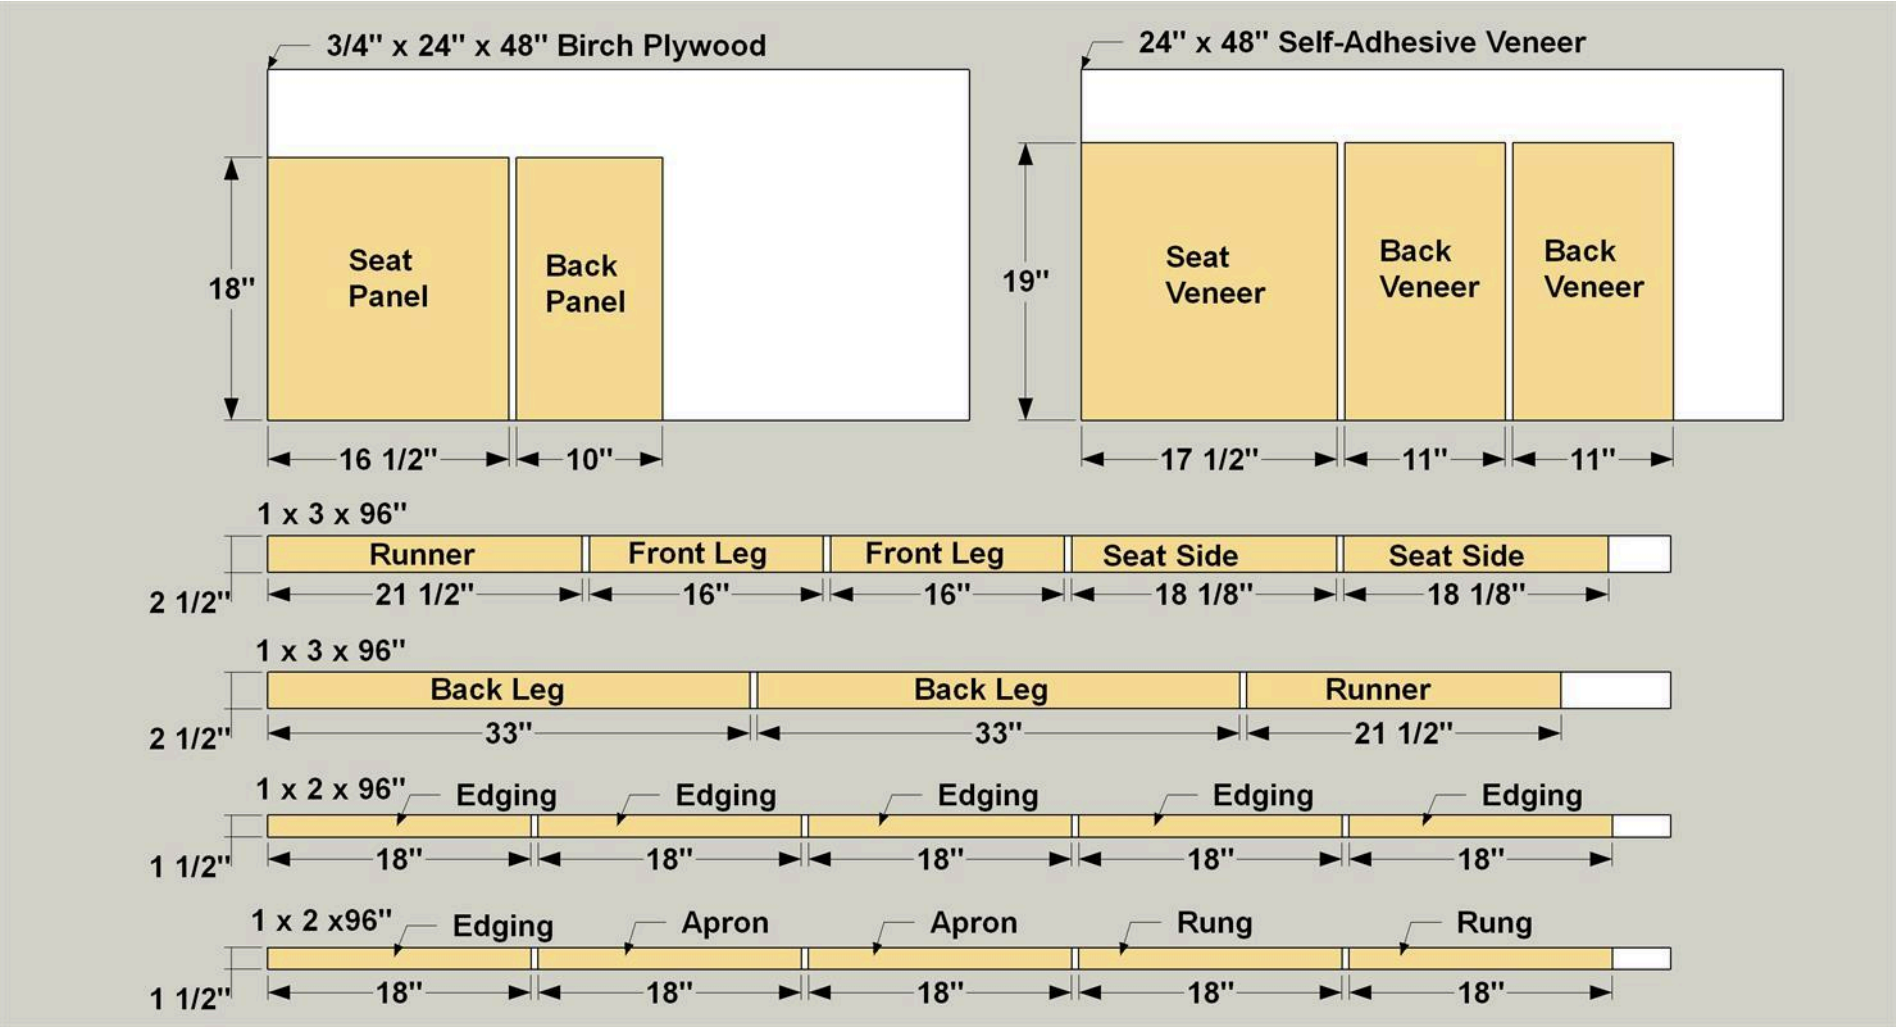 3/4" x 24" x 48" Birch Plywood
24" x 48" Self-Adhesive Veneer
18"
Seat
Panel
Back
Panel
16 1/2"
10"
19"
Seat
Veneer
Back
Veneer
Back
Veneer
17 1/2"
11"
11"
1 x 3 x 96"
Runner
Front Leg
Front Leg
Seat Side
Seat Side
2 1/2"
21 1/2"
16"
16"
18 1/8"
18 1/8"
1 x 3 x 96"
Back Leg
Back Leg
Runner
2 1/2"
33"
33"
21 1/2"
1 x 2 x 96"
Edging
Edging
Edging
Edging
Edging
1 1/2"
18"
18"
18"
18"
18"
1 x 2 x96"
Edging
Apron
Apron
Rung
Rung
1 1/2"
18"
18"
18"
18"
18"